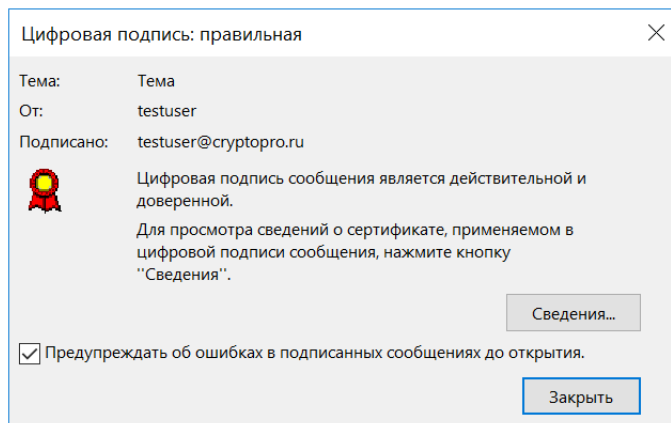 Цифровая подпись: правильная
Тема: Тема
От: testuser
Подписано: testuser@cryptopro.ru
Цифровая подпись сообщения является действительной и
доверенной.
Для просмотра сведений о сертификате, применяемом в
цифровой подписи сообщения, нажмите кнопку
''Сведения''.
Сведения...
Предупреждать об ошибках в подписанных сообщениях до открытия.
Закрыть